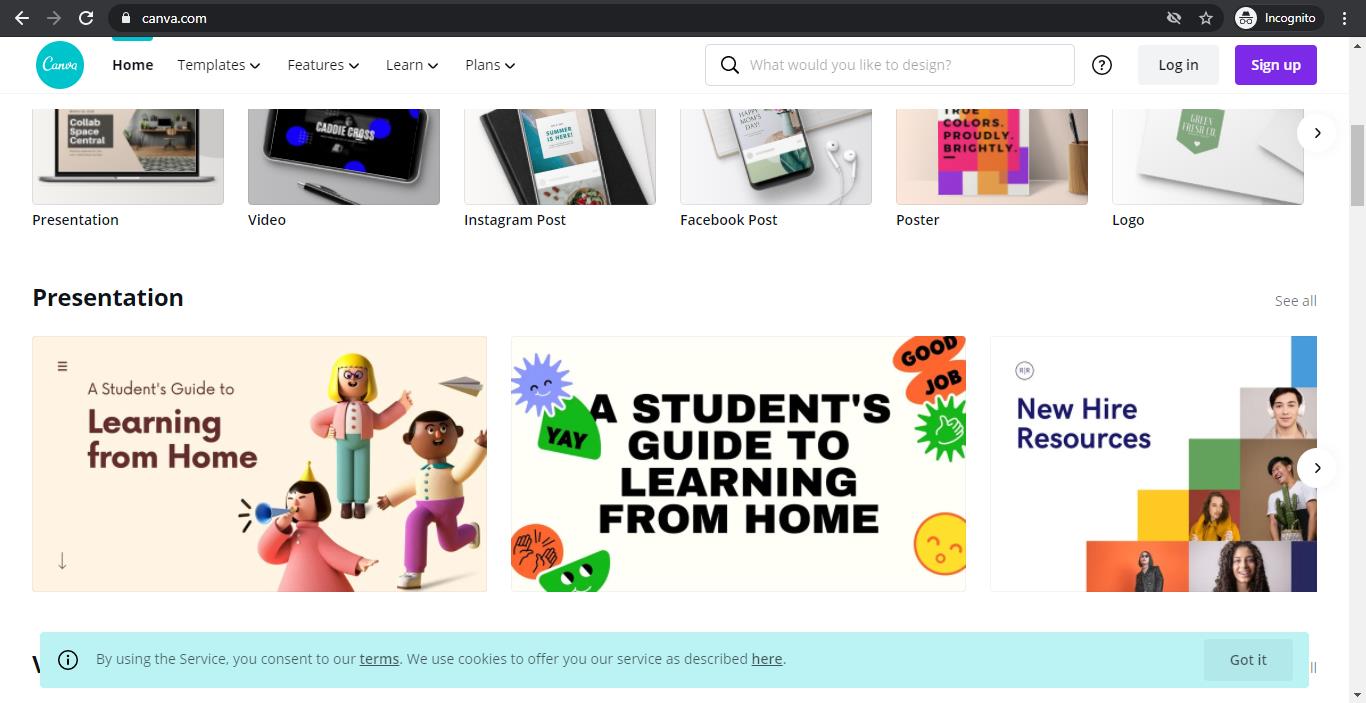 canva.com
Incognito
Canva
Home
Templates
Features
Learn
Plans
What would you like to design?
?
Log in
Sign up
Collab
Space
Central
CADDIE CROSS
SUMMER
IS HERE!
HAPPY
MOM'S
DAY!
TRUE
COLORS.
PROUDLY.
BRIGHTLY.
GREEN
FRESH CO.
Presentation
Video
Instagram Post
Facebook Post
Poster
Logo
Presentation
See all
A Student's Guide to
Learning
from Home
YAY
GOOD
JOB
A STUDENT'S
GUIDE TO
LEARNING
FROM HOME
R|R
New Hire
Resources
By using the Service, you consent to our terms. We use cookies to offer you our service as described here.
Got it